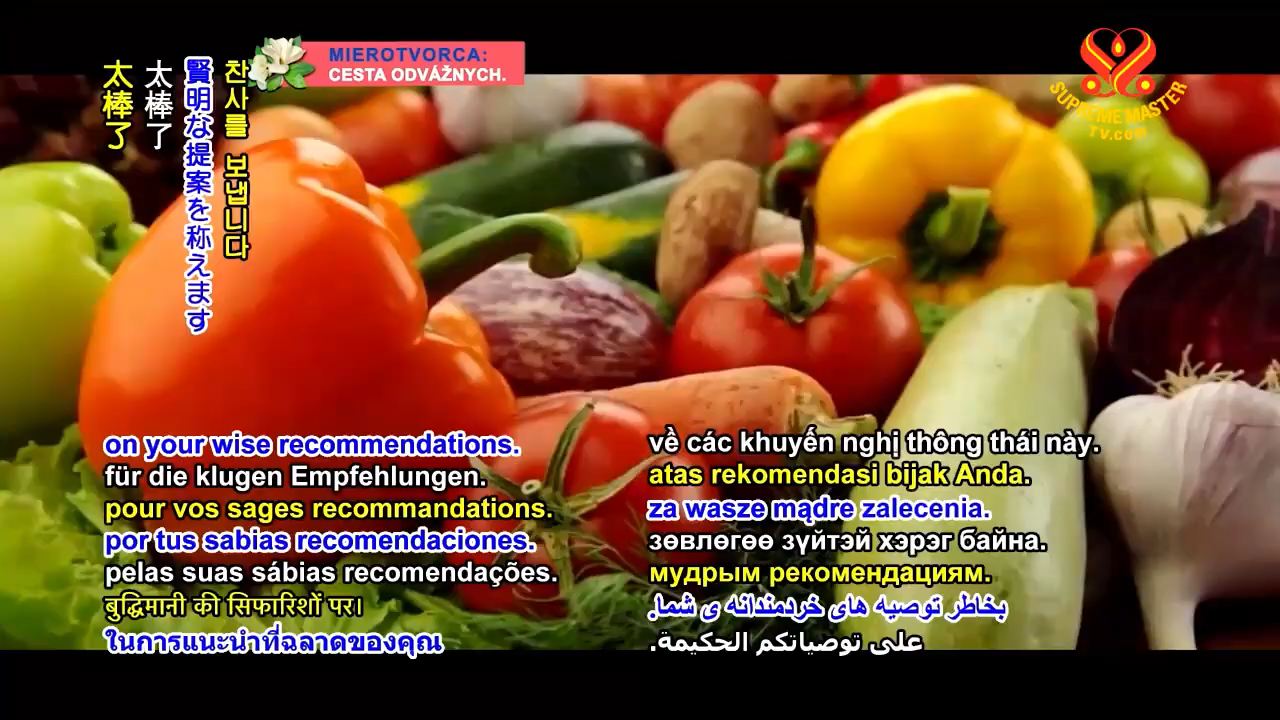 MIEROTVORCA:
CESTA ODVÁŽNYCH.
SUPREME MASTER
TV.com
찬사를 보냅니다
賢明な提案を称えます
太棒了
太棒了
on your wise recommendations.
für die klugen Empfehlungen.
pour vos sages recommandations.
por tus sabias recomendaciones.
pelas suas sábias recomendações.
बुद्धिमानी की सिफारिशों पर।
ในการแนะนำที่ฉลาดของคุณ
về các khuyến nghị thông thái này.
atas rekomendasi bijak Anda.
za wasze mądre zalecenia.
зөвлөгөө зүйтэй хэрэг байна.
мудрым рекомендациям.
بخاطر توصیه های خردمندانه ی شما.
على توصياتكم الحكيمة.